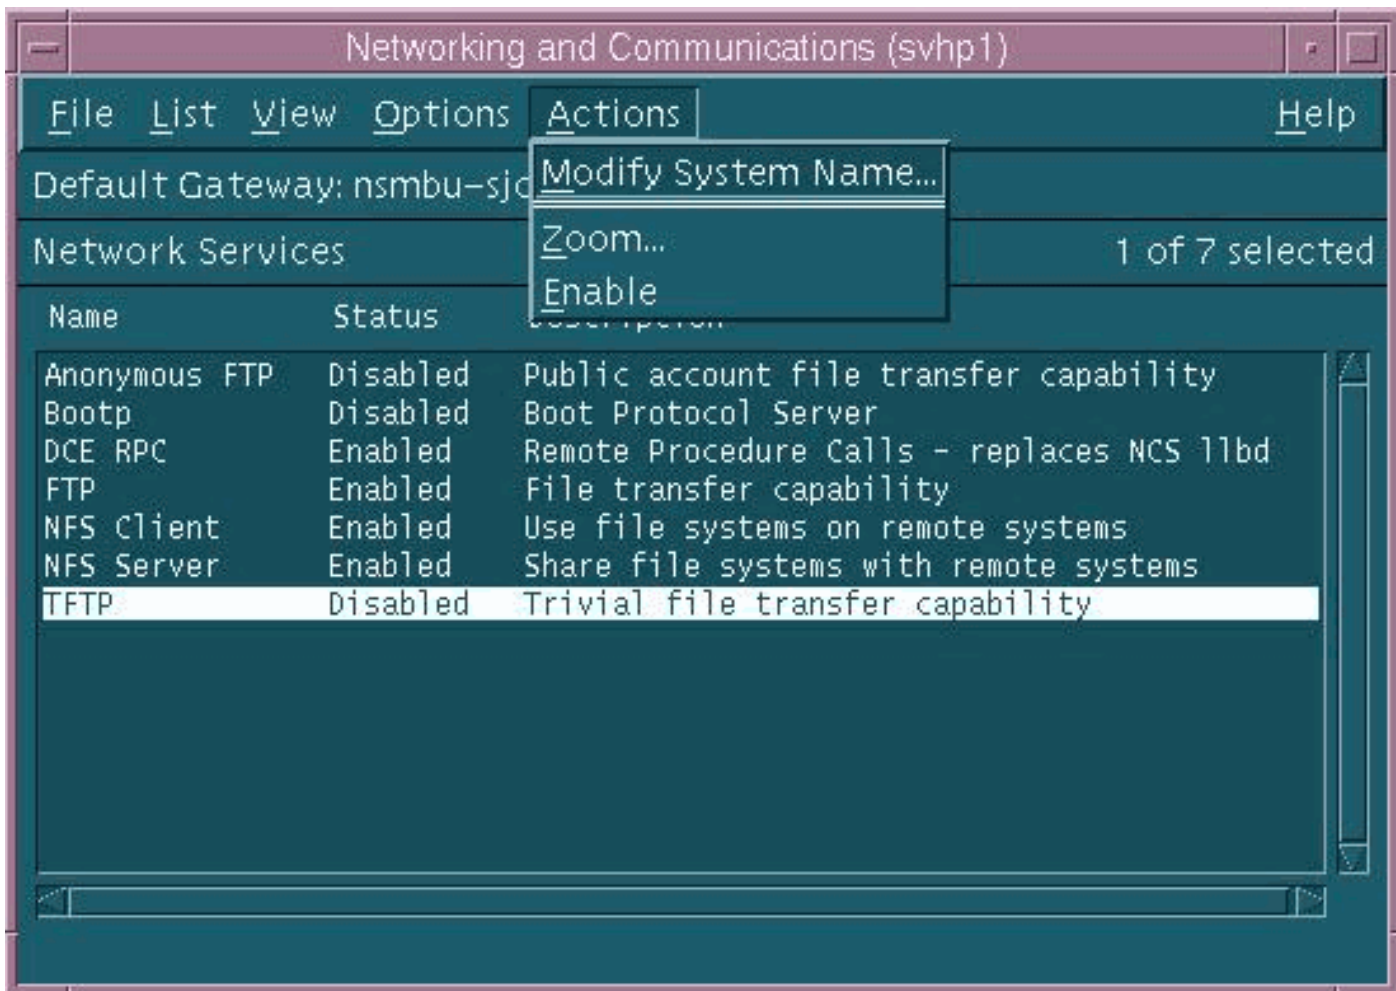 Networking and Communications (svhp1)
File List View Options Actions Help
Modify System Name...
Default Gateway: nsmbu-sjc
Zoom...
Network Services 1 of 7 selected
Enable
Name Status
Anonymous FTP Disabled Public account file transfer capability
Bootp Disabled Boot Protocol Server
DCE RPC Enabled Remote Procedure Calls - replaces NCS llbd
FTP Enabled File transfer capability
NFS Client Enabled Use file systems on remote systems
NFS Server Enabled Share file systems with remote systems
TFTP Disabled Trivial file transfer capability